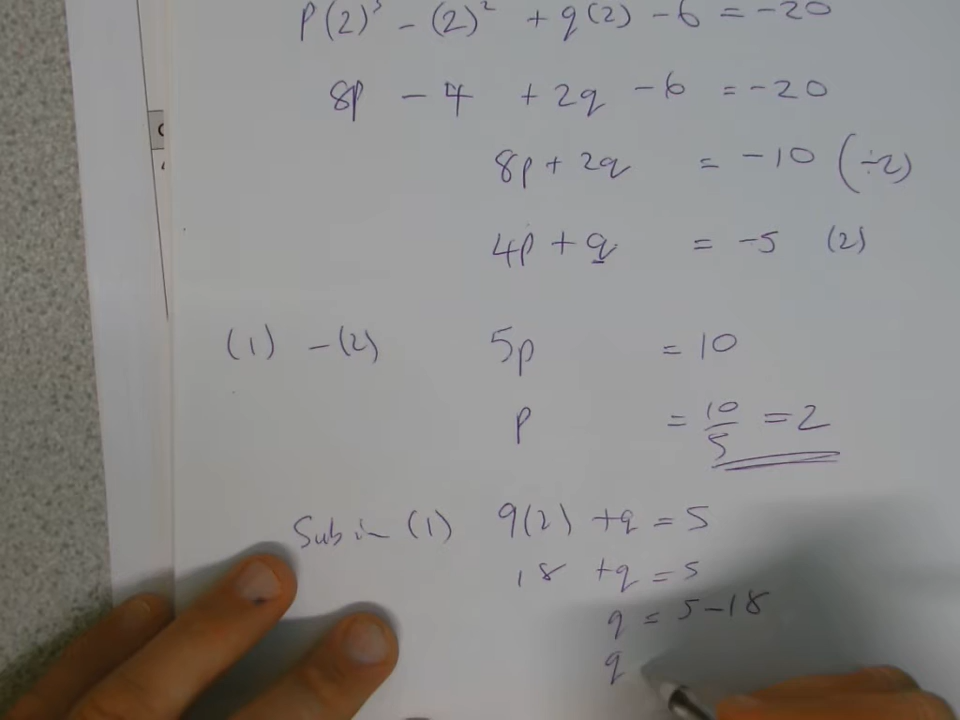 P(2)³ - (2)² + q(2) - 6 = -20
8p - 4 + 2q - 6 = -20
8p + 2q = -10 (÷2)
4p + q = -5 (2)
(1) - (2) 5p = 10
p = 10/5 = 2
Sub in (1) 9(2) + q = 5
18 + q = 5
q = 5 - 18
q